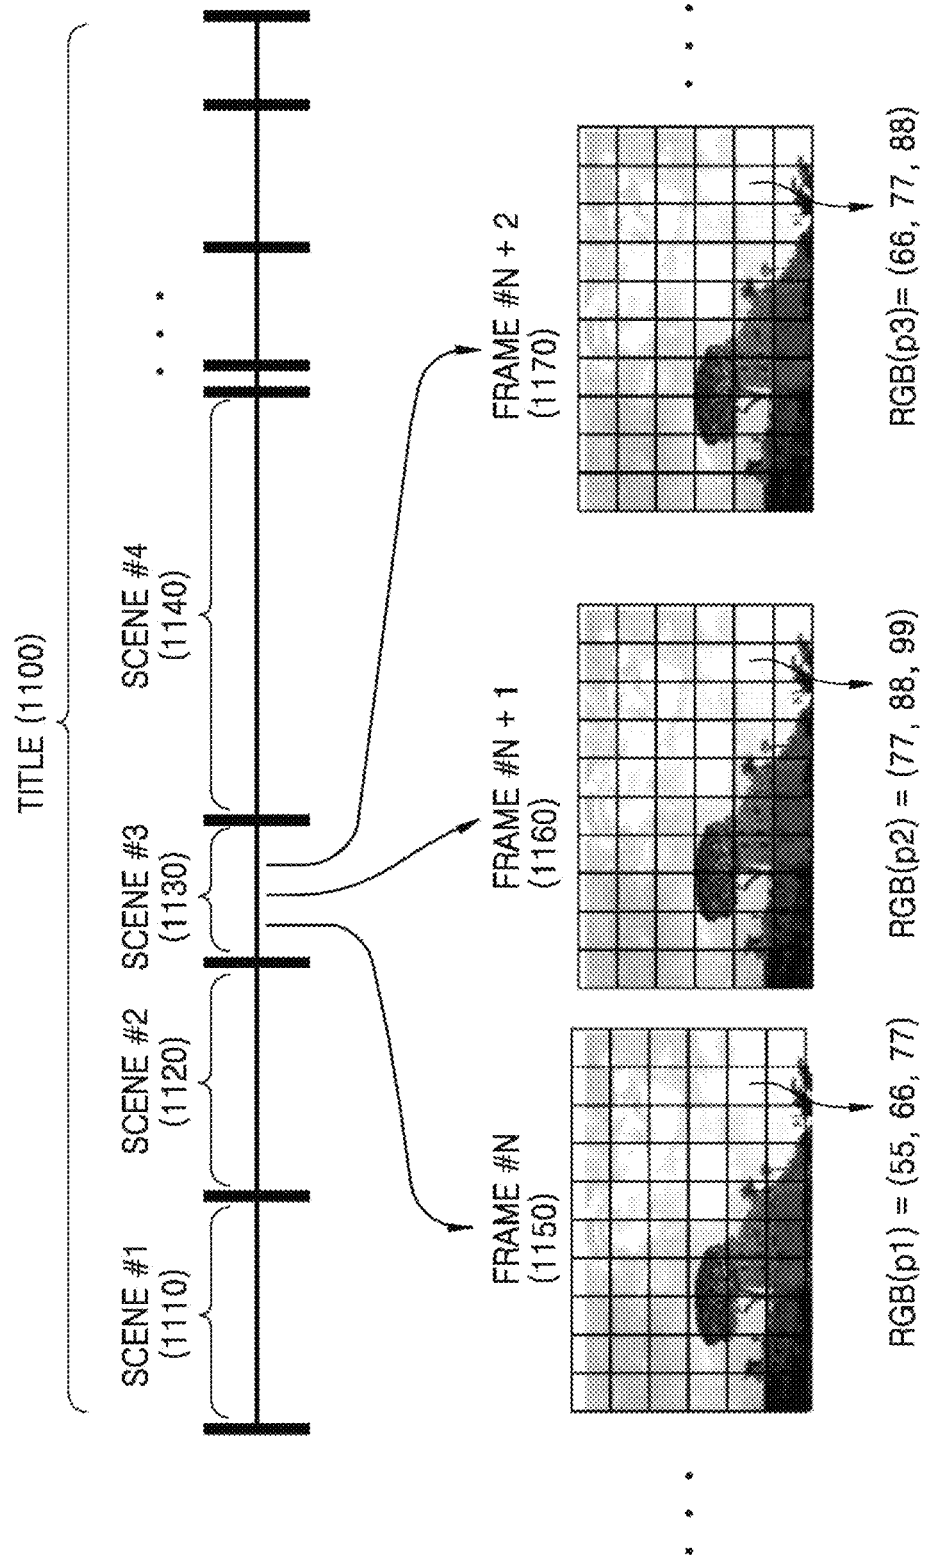 TITLE (1100)
SCENE #1
(1110)
SCENE #2
(1120)
SCENE #3
(1130)
SCENE #4
(1140)
FRAME #N
(1150)
FRAME #N + 1
(1160)
FRAME #N + 2
(1170)
RGB(p1) = (55, 66, 77)
RGB(p2) = (77, 88, 99)
RGB(p3)= (66, 77, 88)